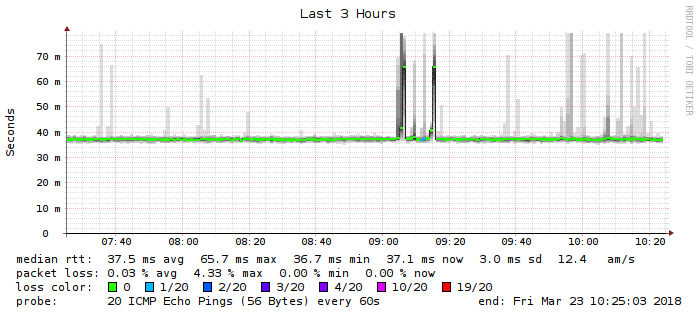 Last 3 Hours
RRDTOOL / TOBI OETIKER
Seconds
70 m
60 m
50 m
40 m
30 m
20 m
10 m
0
07:40 08:00 08:20 08:40 09:00 09:20 09:40 10:00 10:20
median rtt: 37.5 ms avg 65.7 ms max 36.7 ms min 37.1 ms now 3.0 ms sd 12.4 am/s
packet loss: 0.03 % avg 4.33 % max 0.00 % min 0.00 % now
loss color: 0 1/20 2/20 3/20 4/20 10/20 19/20
probe: 20 ICMP Echo Pings (56 Bytes) every 60s end: Fri Mar 23 10:25:03 2018